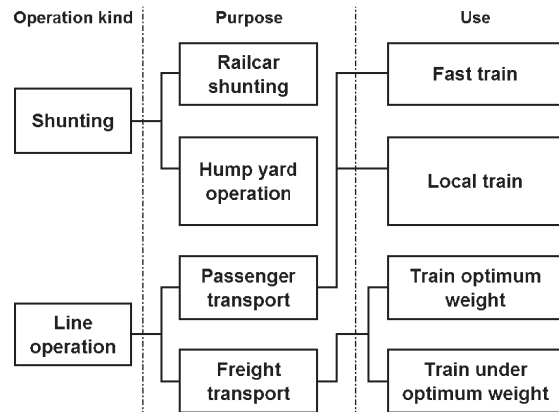 Operation kind
Purpose
Use
Shunting
Railcar
shunting
Hump yard
operation
Fast train
Local train
Line
operation
Passenger
transport
Freight
transport
Train optimum
weight
Train under
optimum weight